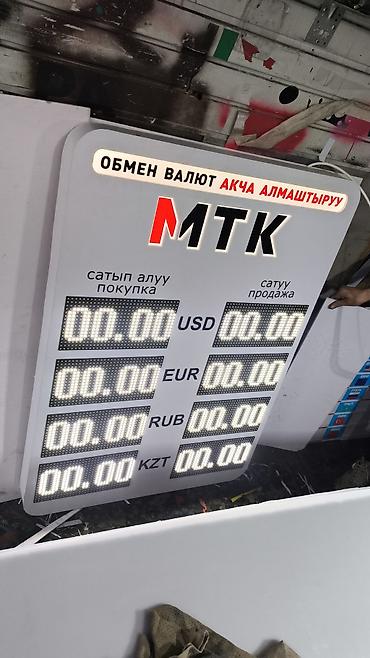 ОБМЕН ВАЛЮТ АКЧА АЛМАШТЫРУУ
МТК
сатып алуу сатуу
покупка продажа
00.00 USD 00.00
00.00 EUR 00.00
00.00 RUB 00.00
00.00 KZT 00.00